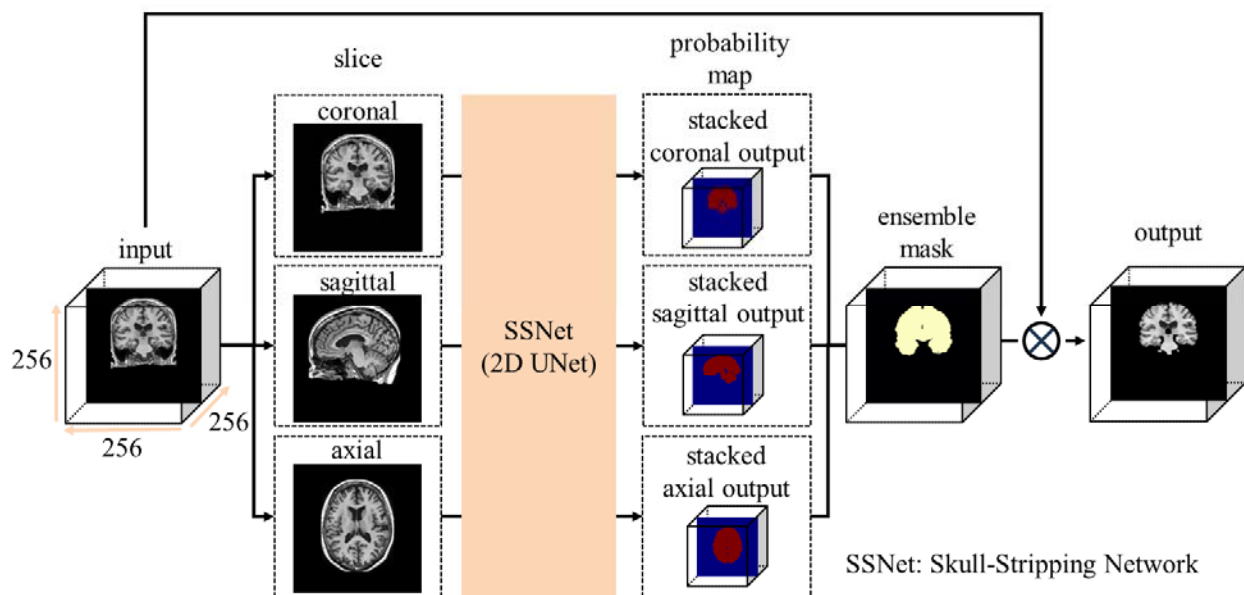 slice
probability
map
coronal
stacked
coronal output
input
ensemble
mask
output
sagittal
stacked
sagittal output
SSNet
(2D UNet)
256
256
256
axial
stacked
axial output
SSNet: Skull-Stripping Network